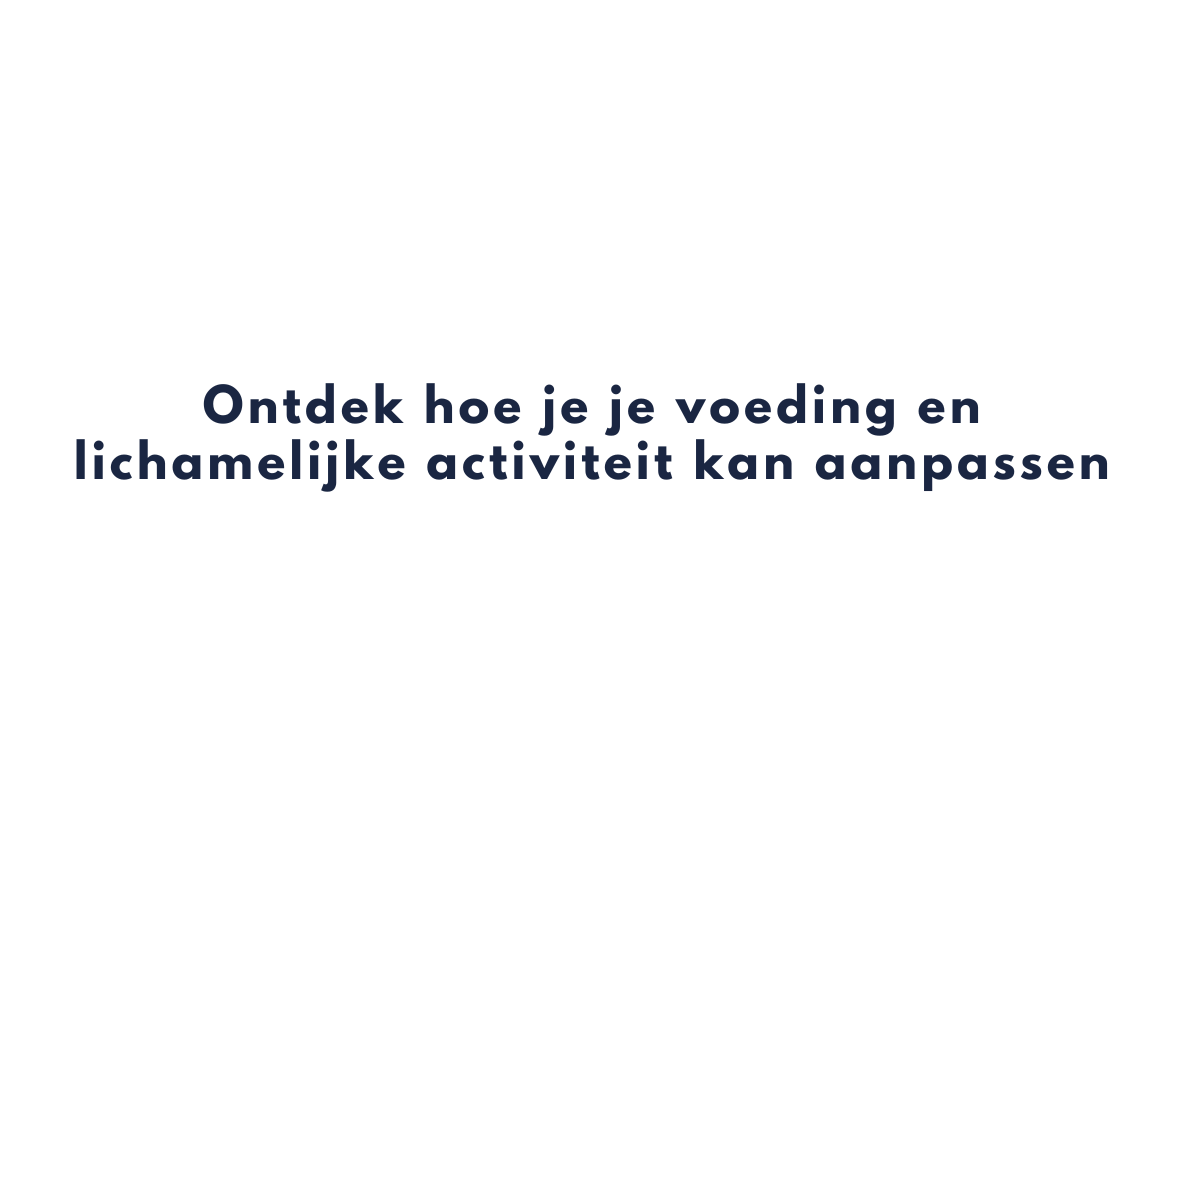 Ontdek hoe je je voeding en
lichamelijke activiteit kan aanpassen